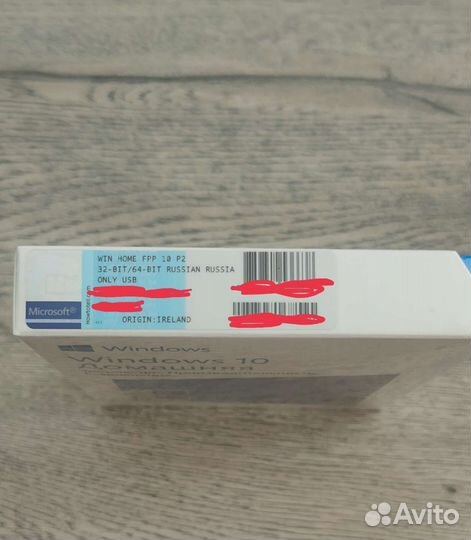 WIN HOME FPP 10 P2
32-BIT/64-BIT RUSSIAN RUSSIA
ONLY USB
ORIGIN:IRELAND
Microsoft®
Windows
Windows 10
Домашняя
Avito